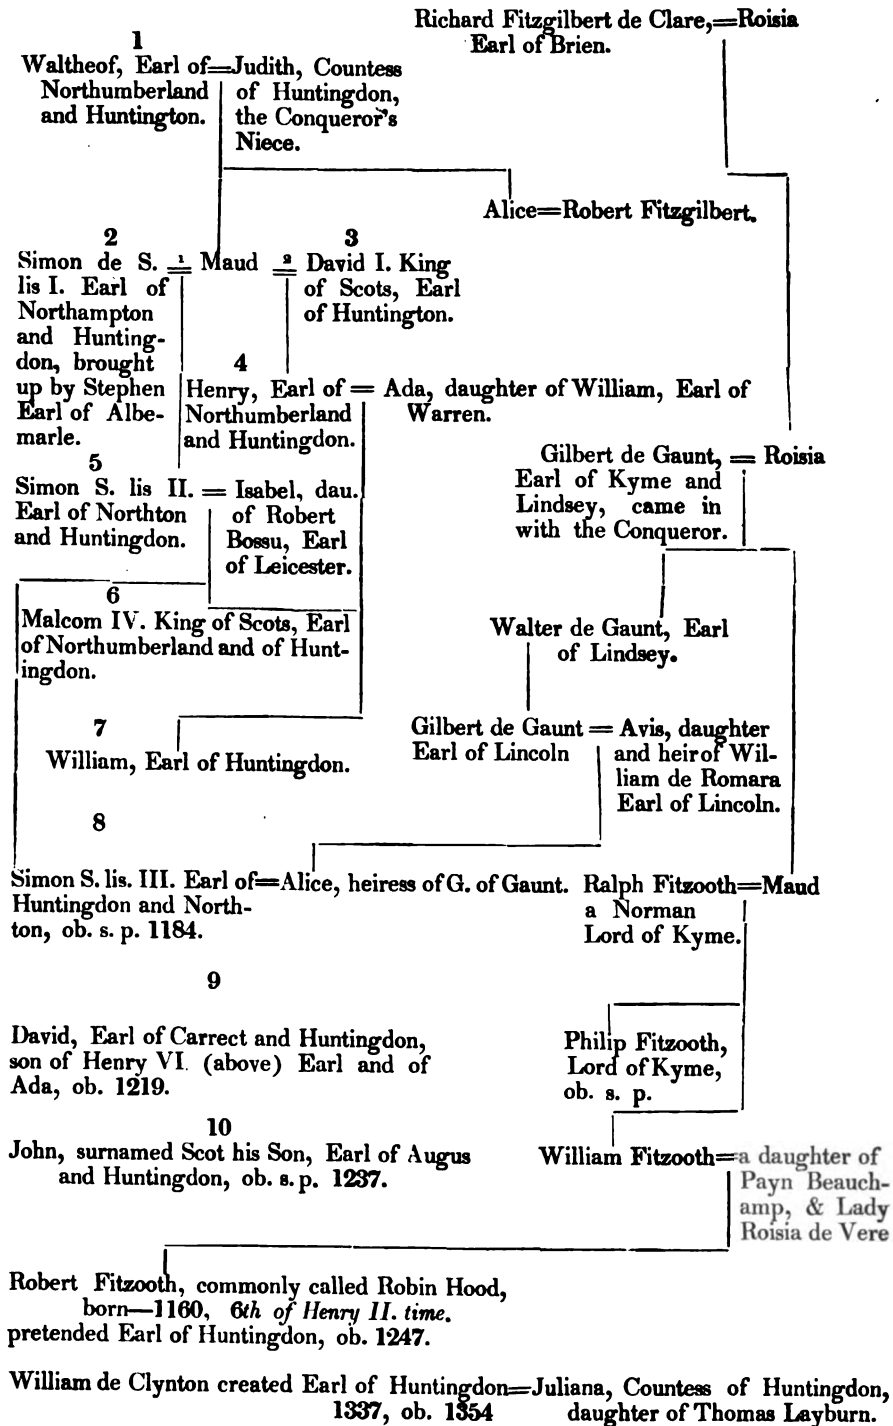 Richard Fitzgilbert de Clare,=Roisia
Earl of Brien.
1
Waltheof, Earl of=Judith, Countess
Northumberland of Huntingdon,
and Huntington. the Conqueror's
Niece.
Alice=Robert Fitzgilbert.
2
3
Simon de S. =1= Maud =2= David I. King
lis I. Earl of
of Scots, Earl
Northampton
of Huntington.
and Hunting-
don, brought
up by Stephen
Earl of Albe-
marle.
4
Henry, Earl of = Ada, daughter of William, Earl of
Northumberland Warren.
and Huntingdon.
Gilbert de Gaunt, = Roisia
Earl of Kyme and
Lindsey, came in
with the Conqueror.
5
Simon S. lis II. = Isabel, dau.
Earl of Northton of Robert
and Huntingdon. Bossu, Earl
of Leicester.
6
Malcom IV. King of Scots, Earl
of Northumberland and of Hunt-
ingdon.
Walter de Gaunt, Earl
of Lindsey.
7
William, Earl of Huntingdon.
Gilbert de Gaunt = Avis, daughter
Earl of Lincoln and heir of Wil-
liam de Romara
Earl of Lincoln.
8
Simon S. lis. III. Earl of=Alice, heiress of G. of Gaunt.
Huntingdon and North-
ton, ob. s. p. 1184.
Ralph Fitzooth=Maud
a Norman
Lord of Kyme.
9
David, Earl of Carrect and Huntingdon,
son of Henry VI. (above) Earl and of
Ada, ob. 1219.
Philip Fitzooth,
Lord of Kyme,
ob. s. p.
10
John, surnamed Scot his Son, Earl of Augus
and Huntingdon, ob. s. p. 1237.
William Fitzooth=a daughter of
Payn Beauch-
amp, & Lady
Roisia de Vere
Robert Fitzooth, commonly called Robin Hood,
born—1160, 6th of Henry II. time.
pretended Earl of Huntingdon, ob. 1247.
William de Clynton created Earl of Huntingdon=Juliana, Countess of Huntingdon,
1337, ob. 1354 daughter of Thomas Layburn.